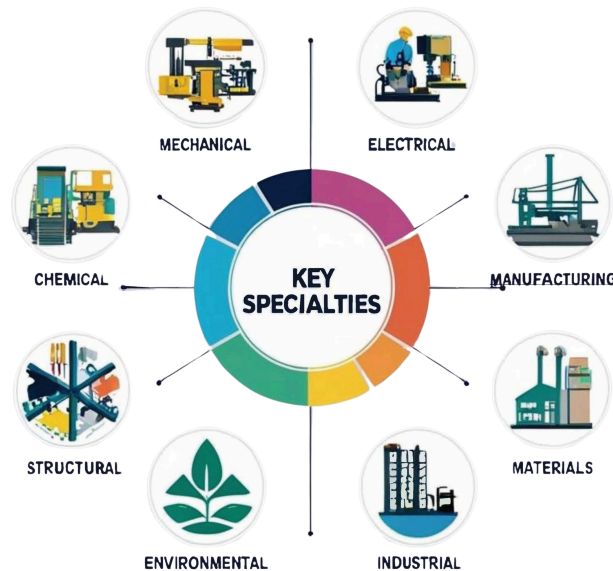 MECHANICAL
ELECTRICAL
CHEMICAL
KEY
SPECIALTIES
MANUFACTURING
STRUCTURAL
MATERIALS
ENVIRONMENTAL
INDUSTRIAL